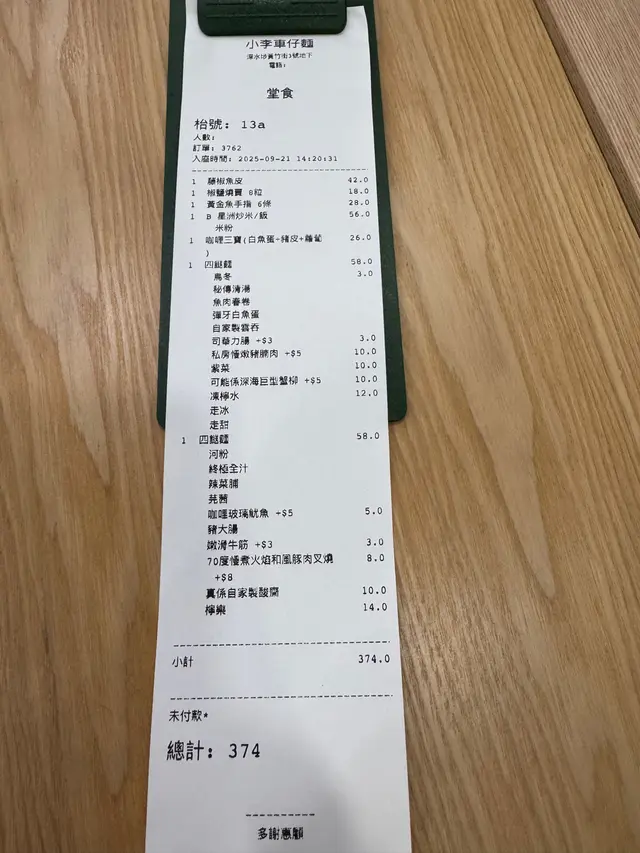 小李車仔麵
深水埗黃竹街3號地下
電話:
堂食
枱號: 13a
人數:
訂單: 3762
入座時間: 2025-09-21 14:20:31
1 藤椒魚皮 42.0
1 椒鹽燒賣 8粒 18.0
1 黃金魚手指 6條 28.0
1 B 星洲炒米/飯 56.0
米粉
1 咖喱三寶(白魚蛋+豬皮+蘿蔔 26.0
)
1 四餸麵 58.0
烏冬 3.0
秘傳清湯
魚肉春卷
彈牙白魚蛋
自家製雲吞
司華力腸 +$3 3.0
私房慢燉豬腩肉 +$5 10.0
紫菜 10.0
可能係深海巨型蟹柳 +$5 10.0
凍檸水 12.0
走冰
走甜
1 四餸麵 58.0
河粉
終極全汁
辣菜脯
芫茜
咖喱玻璃魷魚 +$5 5.0
豬大腸
嫩滑牛筋 +$3 3.0
70度慢煮火焰和風豚肉叉燒 8.0
+$8
真係自家製酸齋 10.0
檸樂 14.0
小計 374.0
未付款*
總計: 374
多謝惠顧